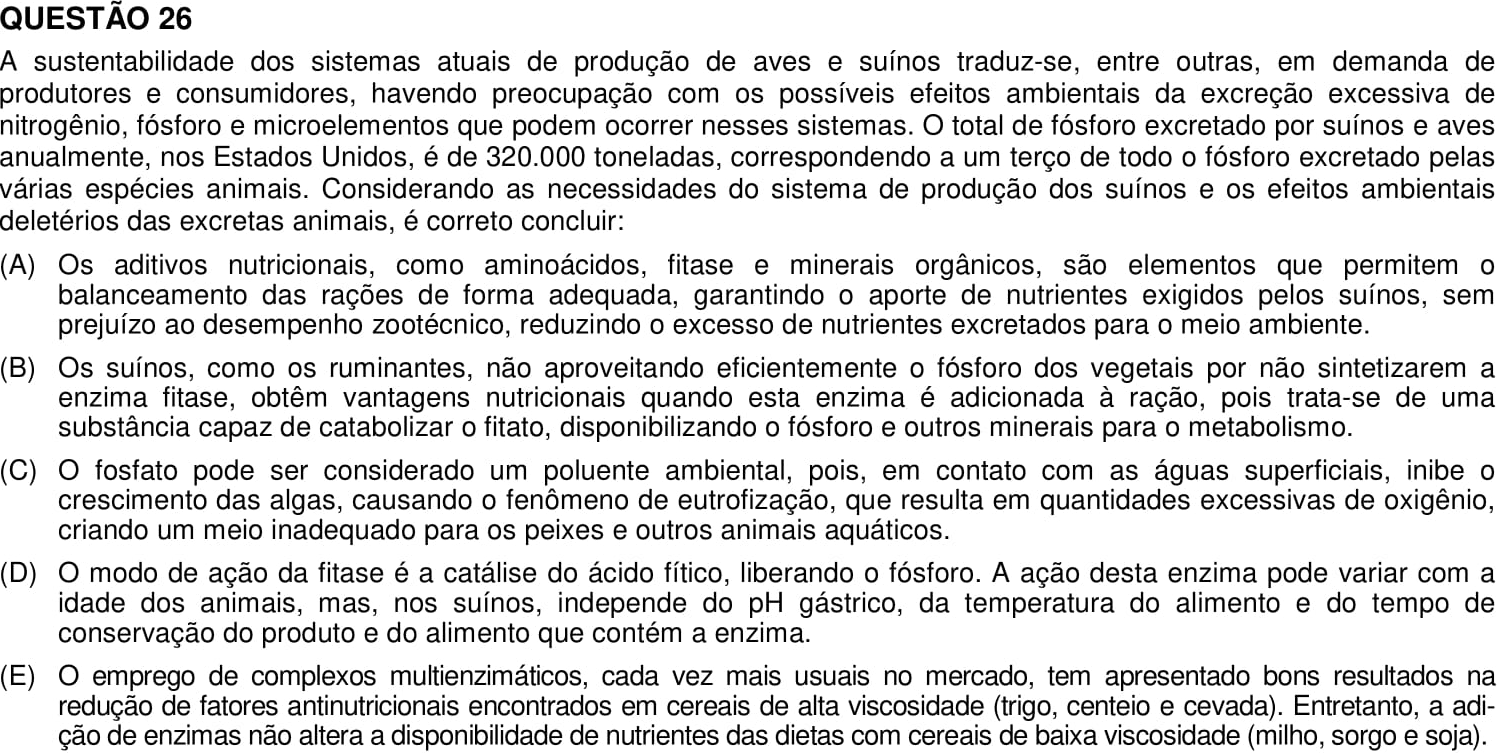 QUESTÃO 26
A sustentabilidade dos sistemas atuais de produção de aves e suínos traduz-se, entre outras, em demanda de
produtores e consumidores, havendo preocupação com os possíveis efeitos ambientais da excreção excessiva de
nitrogênio, fósforo e microelementos que podem ocorrer nesses sistemas. O total de fósforo excretado por suínos e aves
anualmente, nos Estados Unidos, é de 320.000 toneladas, correspondendo a um terço de todo o fósforo excretado pelas
várias espécies animais. Considerando as necessidades do sistema de produção dos suínos e os efeitos ambientais
deletérios das excretas animais, é correto concluir:
(A) Os aditivos nutricionais, como aminoácidos, fitase e minerais orgânicos, são elementos que permitem o
balanceamento das rações de forma adequada, garantindo o aporte de nutrientes exigidos pelos suínos, sem
prejuízo ao desempenho zootécnico, reduzindo o excesso de nutrientes excretados para o meio ambiente.
(B) Os suínos, como os ruminantes, não aproveitando eficientemente o fósforo dos vegetais por não sintetizarem a
enzima fitase, obtêm vantagens nutricionais quando esta enzima é adicionada à ração, pois trata-se de uma
substância capaz de catabolizar o fitato, disponibilizando o fósforo e outros minerais para o metabolismo.
(C) O fosfato pode ser considerado um poluente ambiental, pois, em contato com as águas superficiais, inibe o
crescimento das algas, causando o fenômeno de eutrofização, que resulta em quantidades excessivas de oxigênio,
criando um meio inadequado para os peixes e outros animais aquáticos.
(D) O modo de ação da fitase é a catálise do ácido fítico, liberando o fósforo. A ação desta enzima pode variar com a
idade dos animais, mas, nos suínos, independe do pH gástrico, da temperatura do alimento e do tempo de
conservação do produto e do alimento que contém a enzima.
(E) O emprego de complexos multienzimáticos, cada vez mais usuais no mercado, tem apresentado bons resultados na
redução de fatores antinutricionais encontrados em cereais de alta viscosidade (trigo, centeio e cevada). Entretanto, a adi-
ção de enzimas não altera a disponibilidade de nutrientes das dietas com cereais de baixa viscosidade (milho, sorgo e soja).